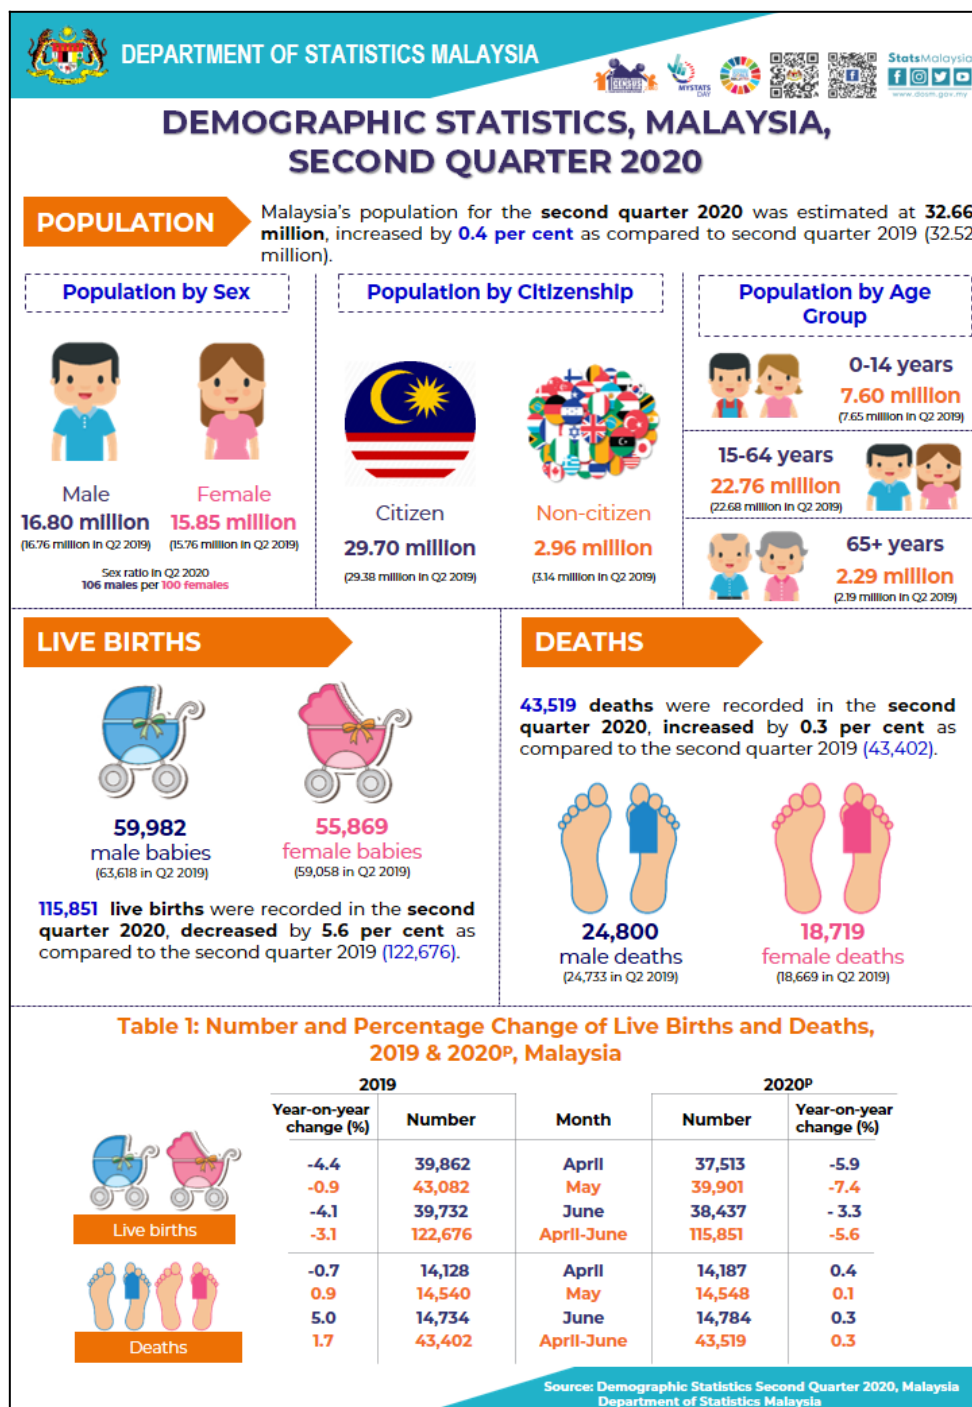 DEPARTMENT OF STATISTICS MALAYSIA
CENSUS
MYSTATS
DAY
StatsMalaysia
www.dosm.gov.my
DEMOGRAPHIC STATISTICS, MALAYSIA,
SECOND QUARTER 2020
POPULATION
Malaysia's population for the second quarter 2020 was estimated at 32.66
million, increased by 0.4 per cent as compared to second quarter 2019 (32.52
million).
Population by Sex
Male
16.80 million
(16.76 million in Q2 2019)
Female
15.85 million
(15.76 million in Q2 2019)
Sex ratio in Q2 2020
106 males per 100 females
Population by Citizenship
Citizen
29.70 million
(29.38 million in Q2 2019)
Non-citizen
2.96 million
(3.14 million in Q2 2019)
Population by Age
Group
0-14 years
7.60 million
(7.65 million in Q2 2019)
15-64 years
22.76 million
(22.68 million in Q2 2019)
65+ years
2.29 million
(2.19 million in Q2 2019)
LIVE BIRTHS
59,982
male babies
(63,618 in Q2 2019)
55,869
female babies
(59,058 in Q2 2019)
115,851 live births were recorded in the second
quarter 2020, decreased by 5.6 per cent as
compared to the second quarter 2019 (122,676).
DEATHS
43,519 deaths were recorded in the second
quarter 2020, increased by 0.3 per cent as
compared to the second quarter 2019 (43,402).
24,800
male deaths
(24,733 in Q2 2019)
18,719
female deaths
(18,669 in Q2 2019)
Table 1: Number and Percentage Change of Live Births and Deaths,
2019 & 2020ᵖ, Malaysia
2019 2020ᵖ
Year-on-year change (%) Number Month Number Year-on-year change (%)
Live births
-4.4 39,862 April 37,513 -5.9
-0.9 43,082 May 39,901 -7.4
-4.1 39,732 June 38,437 - 3.3
-3.1 122,676 April-June 115,851 -5.6
Deaths
-0.7 14,128 April 14,187 0.4
0.9 14,540 May 14,548 0.1
5.0 14,734 June 14,784 0.3
1.7 43,402 April-June 43,519 0.3
Source: Demographic Statistics Second Quarter 2020, Malaysia
Department of Statistics Malaysia